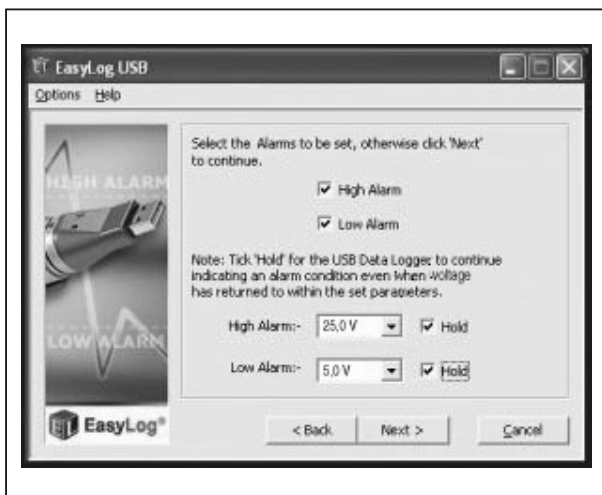 EasyLog USB
Options Help
Select the Alarms to be set, otherwise click 'Next'
to continue.
HIGH ALARM
High Alarm
Low Alarm
Note: Tick 'Hold' for the USB Data Logger to continue
indicating an alarm condition even when voltage
has returned to within the set parameters.
High Alarm:- 25,0 V Hold
LOW ALARM
Low Alarm:- 5,0 V Hold
EasyLog®
< Back Next > Cancel